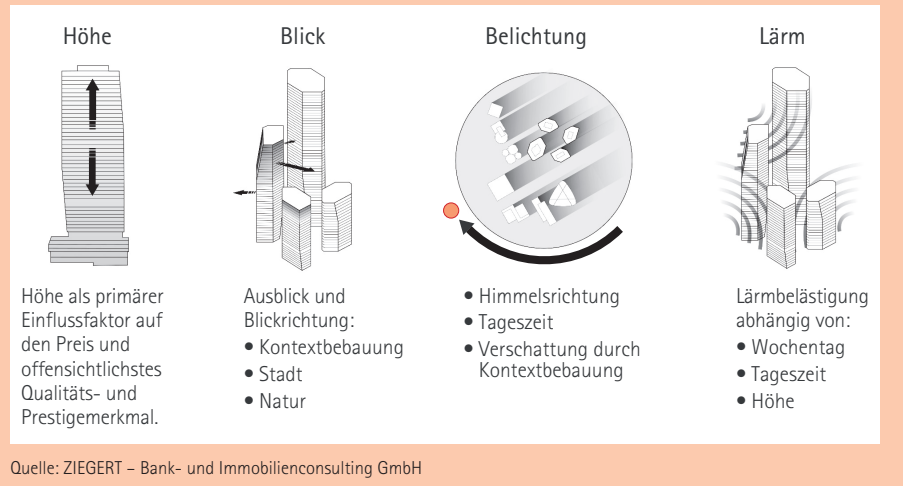 Höhe
Höhe als primärer
Einflussfaktor auf
den Preis und
offensichtlichstes
Qualitäts- und
Prestigemerkmal.
Blick
Ausblick und
Blickrichtung:
• Kontextbebauung
• Stadt
• Natur
Belichtung
• Himmelsrichtung
• Tageszeit
• Verschattung durch
Kontextbebauung
Lärm
Lärmbelästigung
abhängig von:
• Wochentag
• Tageszeit
• Höhe
Quelle: ZIEGERT – Bank- und Immobilienconsulting GmbH